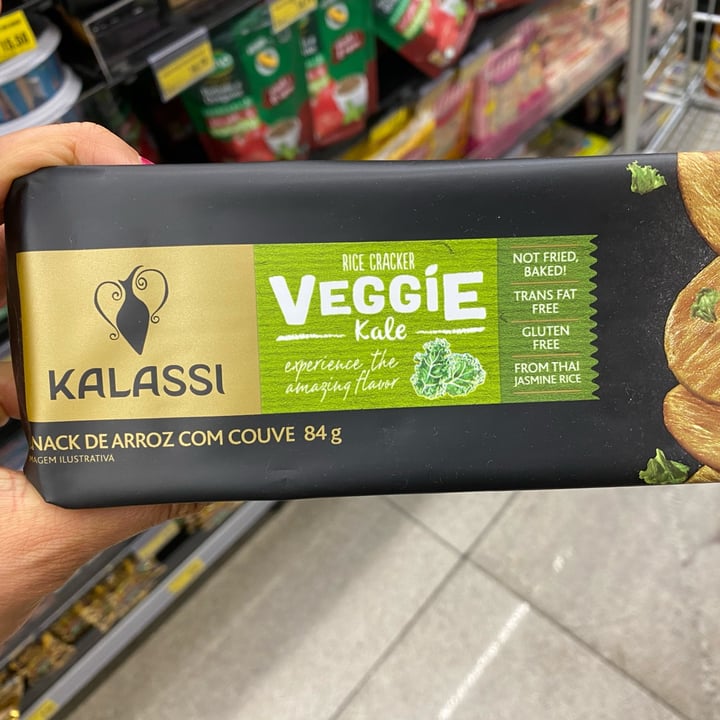 KALASSI
RICE CRACKER
VEGGIE
Kale
experience the
amazing flavor
NOT FRIED,
BAKED!
TRANS FAT
FREE
GLUTEN
FREE
FROM THAI
JASMINE RICE
NACK DE ARROZ COM COUVE 84 g
MAGEM ILUSTRATIVA